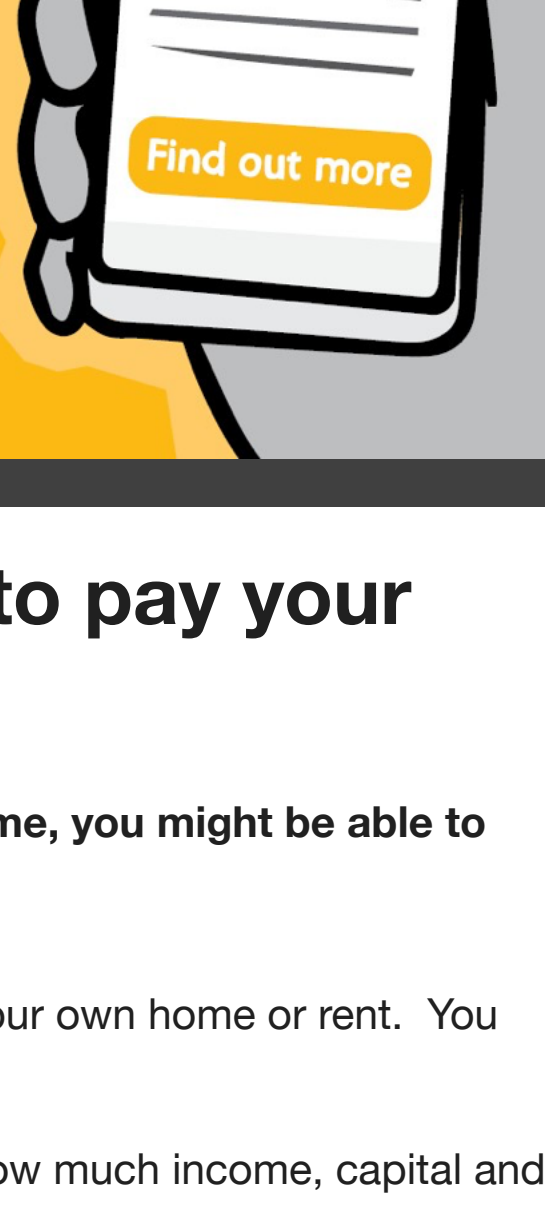 Find out more
to pay your
me, you might be able to
our own home or rent. You
ow much income, capital and